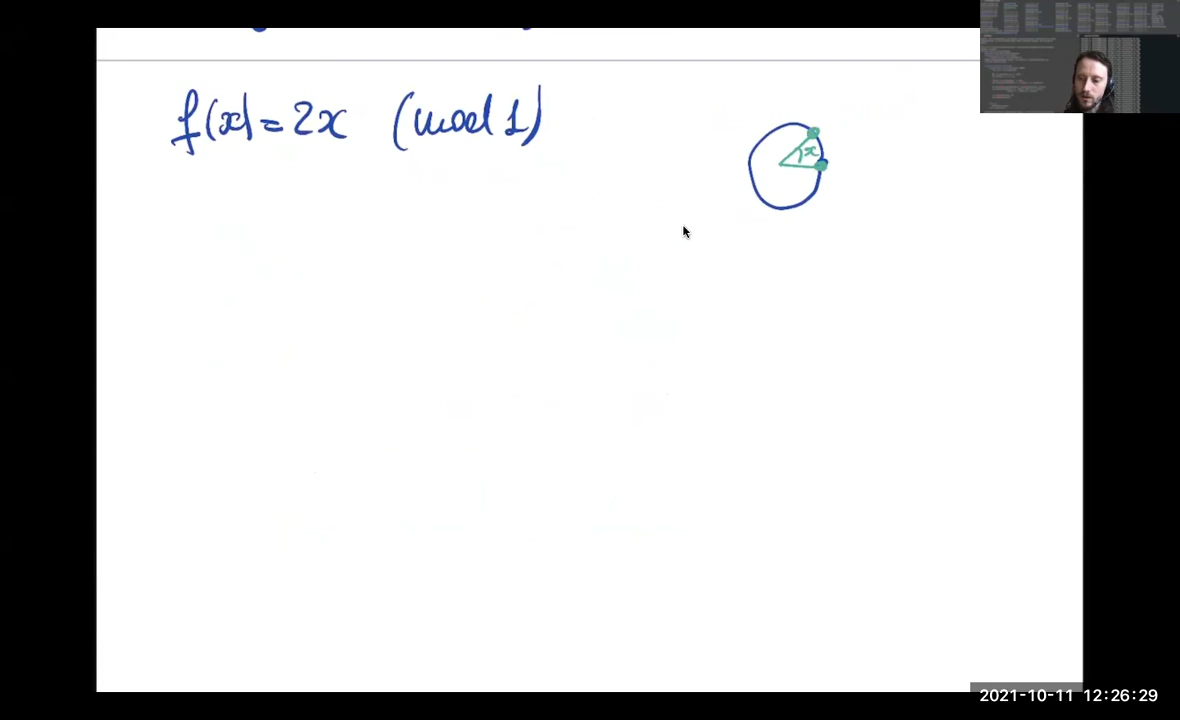 f(x) = 2x (mod 1)
x
2021-10-11 12:26:29